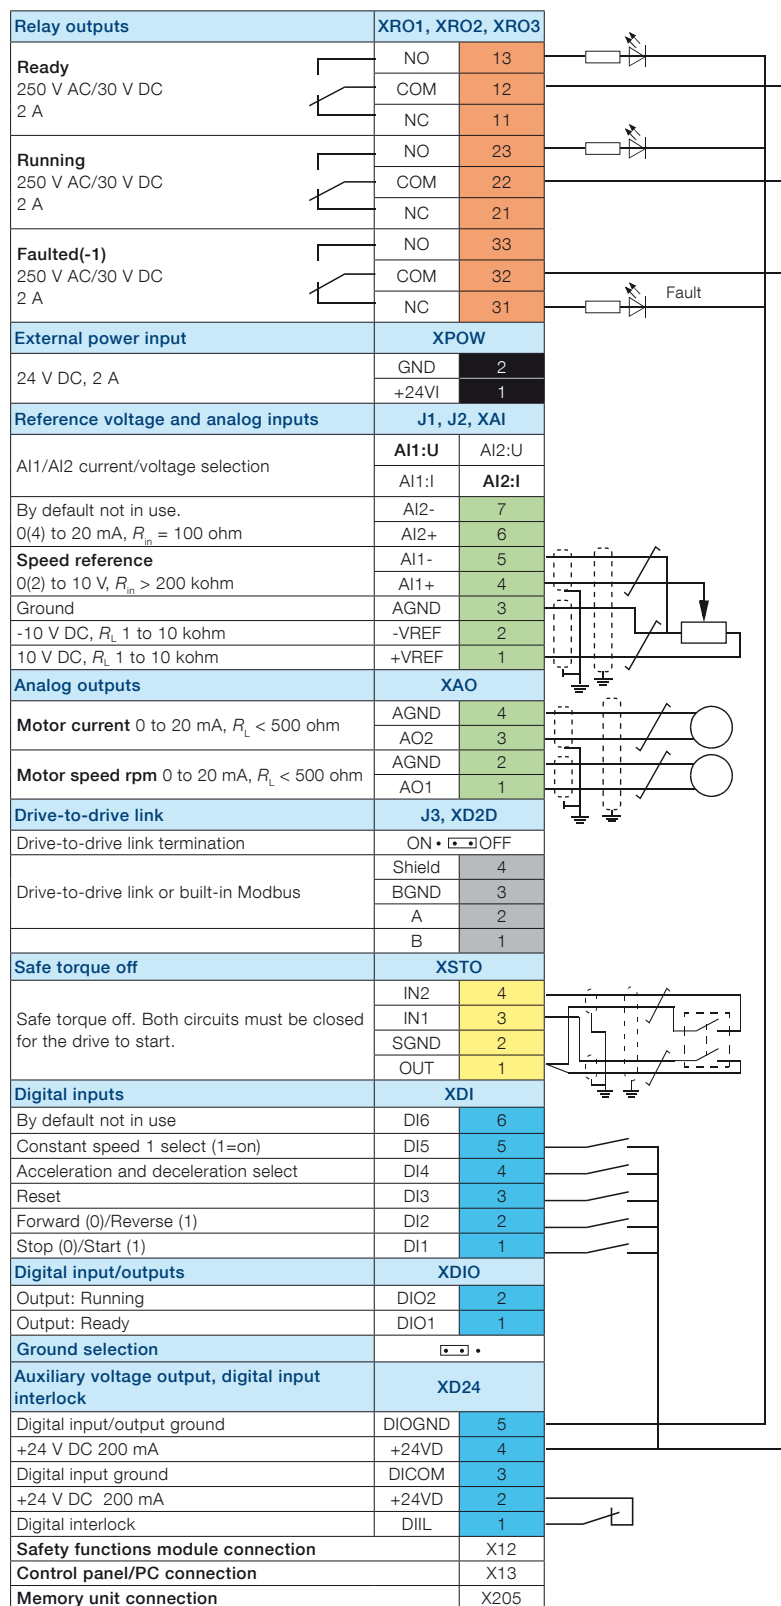 Relay outputs XRO1, XRO2, XRO3
Ready
250 V AC/30 V DC
2 A
NO 13
COM 12
NC 11
Running
250 V AC/30 V DC
2 A
NO 23
COM 22
NC 21
Faulted(-1)
250 V AC/30 V DC
2 A
NO 33
COM 32
NC 31
Fault
External power input XPOW
24 V DC, 2 A
GND 2
+24VI 1
Reference voltage and analog inputs J1, J2, XAI
AI1/AI2 current/voltage selection
AI1:U AI2:U
AI1:I AI2:I
By default not in use. AI2- 7
0(4) to 20 mA, Rin = 100 ohm AI2+ 6
Speed reference AI1- 5
0(2) to 10 V, Rin > 200 kohm AI1+ 4
Ground AGND 3
-10 V DC, RL 1 to 10 kohm -VREF 2
10 V DC, RL 1 to 10 kohm +VREF 1
Analog outputs XAO
Motor current 0 to 20 mA, RL < 500 ohm
AGND 4
AO2 3
Motor speed rpm 0 to 20 mA, RL < 500 ohm
AGND 2
AO1 1
Drive-to-drive link J3, XD2D
Drive-to-drive link termination ON OFF
Drive-to-drive link or built-in Modbus
Shield 4
BGND 3
A 2
B 1
Safe torque off XSTO
Safe torque off. Both circuits must be closed
for the drive to start.
IN2 4
IN1 3
SGND 2
OUT 1
Digital inputs XDI
By default not in use DI6 6
Constant speed 1 select (1=on) DI5 5
Acceleration and deceleration select DI4 4
Reset DI3 3
Forward (0)/Reverse (1) DI2 2
Stop (0)/Start (1) DI1 1
Digital input/outputs XDIO
Output: Running DIO2 2
Output: Ready DIO1 1
Ground selection
Auxiliary voltage output, digital input
interlock
XD24
Digital input/output ground DIOGND 5
+24 V DC 200 mA +24VD 4
Digital input ground DICOM 3
+24 V DC 200 mA +24VD 2
Digital interlock DIIL 1
Safety functions module connection X12
Control panel/PC connection X13
Memory unit connection X205